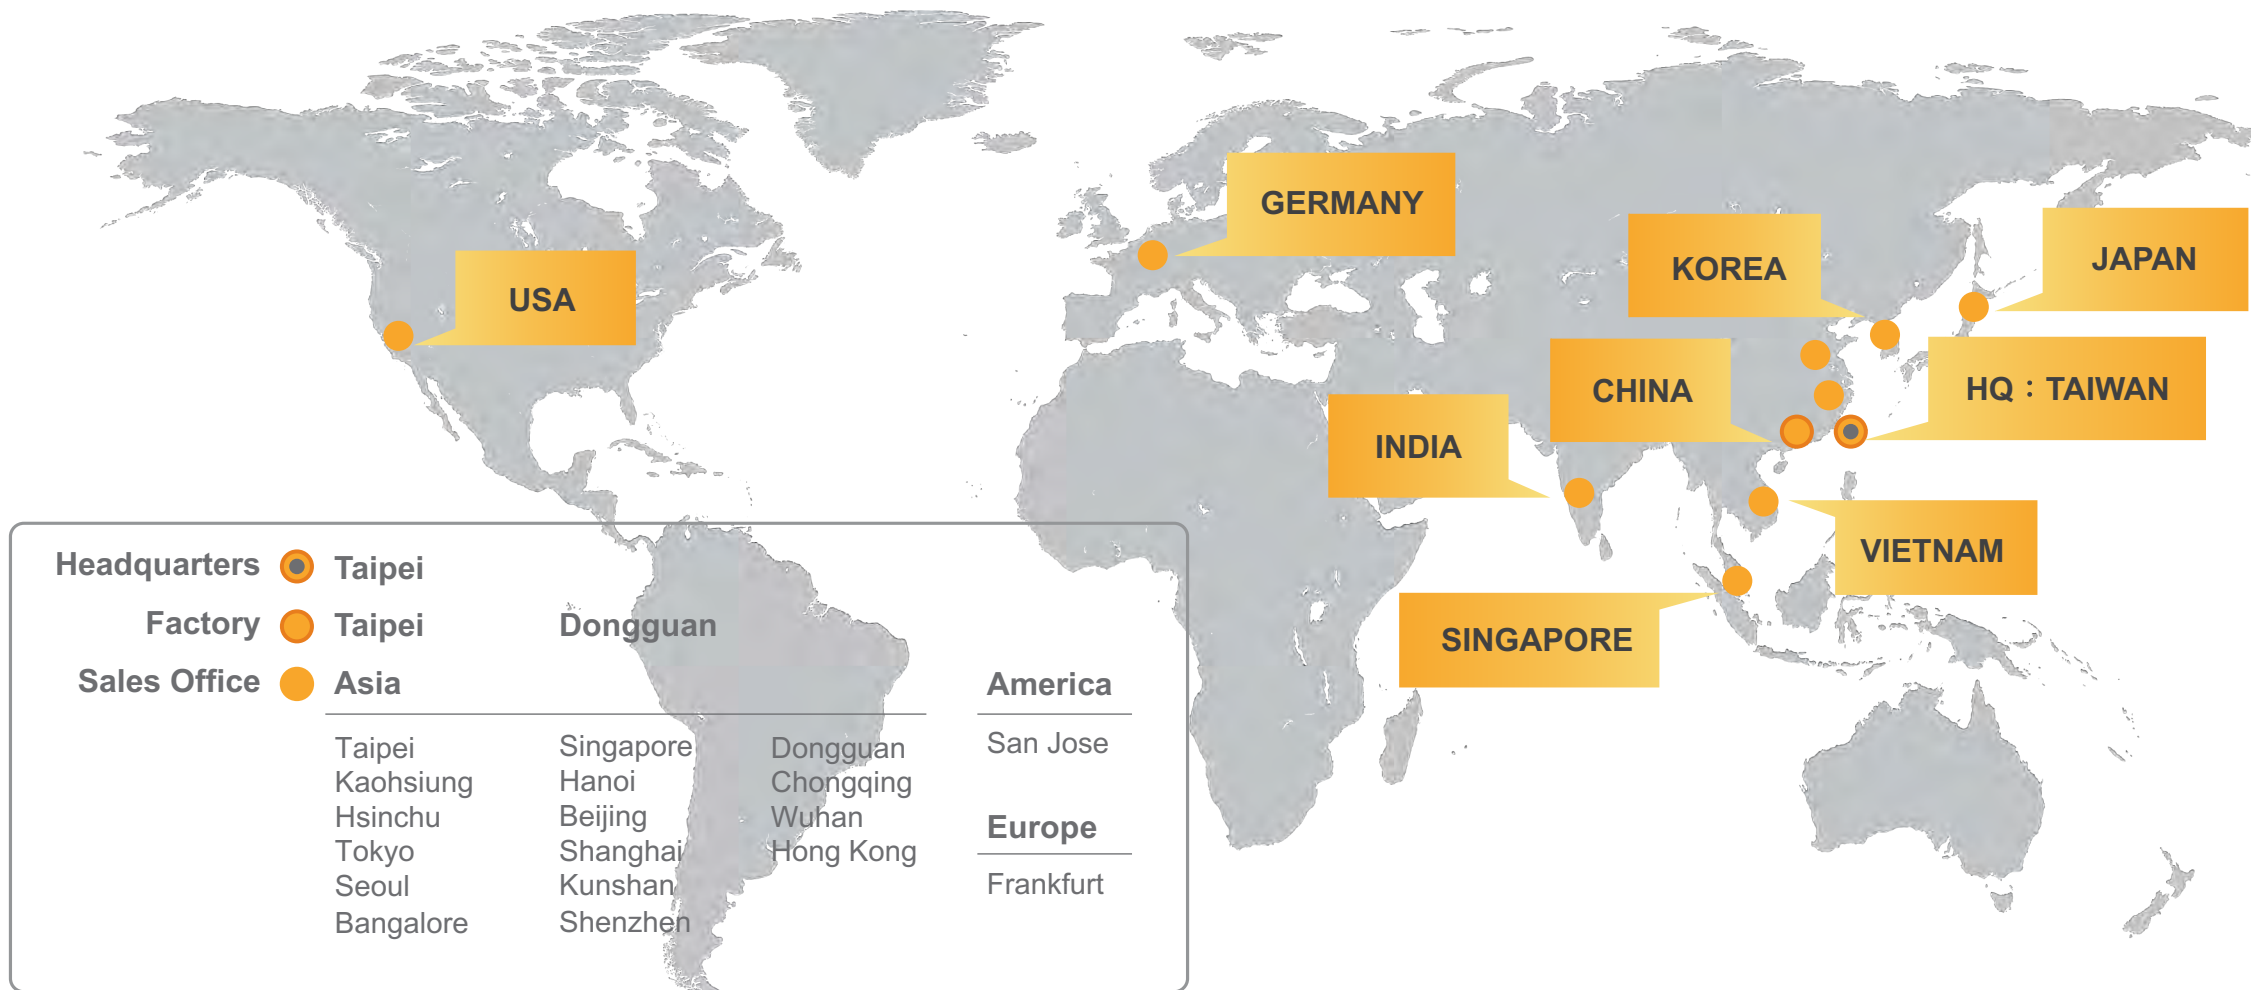 GERMANY
USA
KOREA
JAPAN
CHINA
HQ：TAIWAN
INDIA
VIETNAM
SINGAPORE
Headquarters Taipei
Factory Taipei Dongguan
Sales Office Asia
Taipei
Kaohsiung
Hsinchu
Tokyo
Seoul
Bangalore
Singapore
Hanoi
Beijing
Shanghai
Kunshan
Shenzhen
Dongguan
Chongqing
Wuhan
Hong Kong
America
San Jose
Europe
Frankfurt